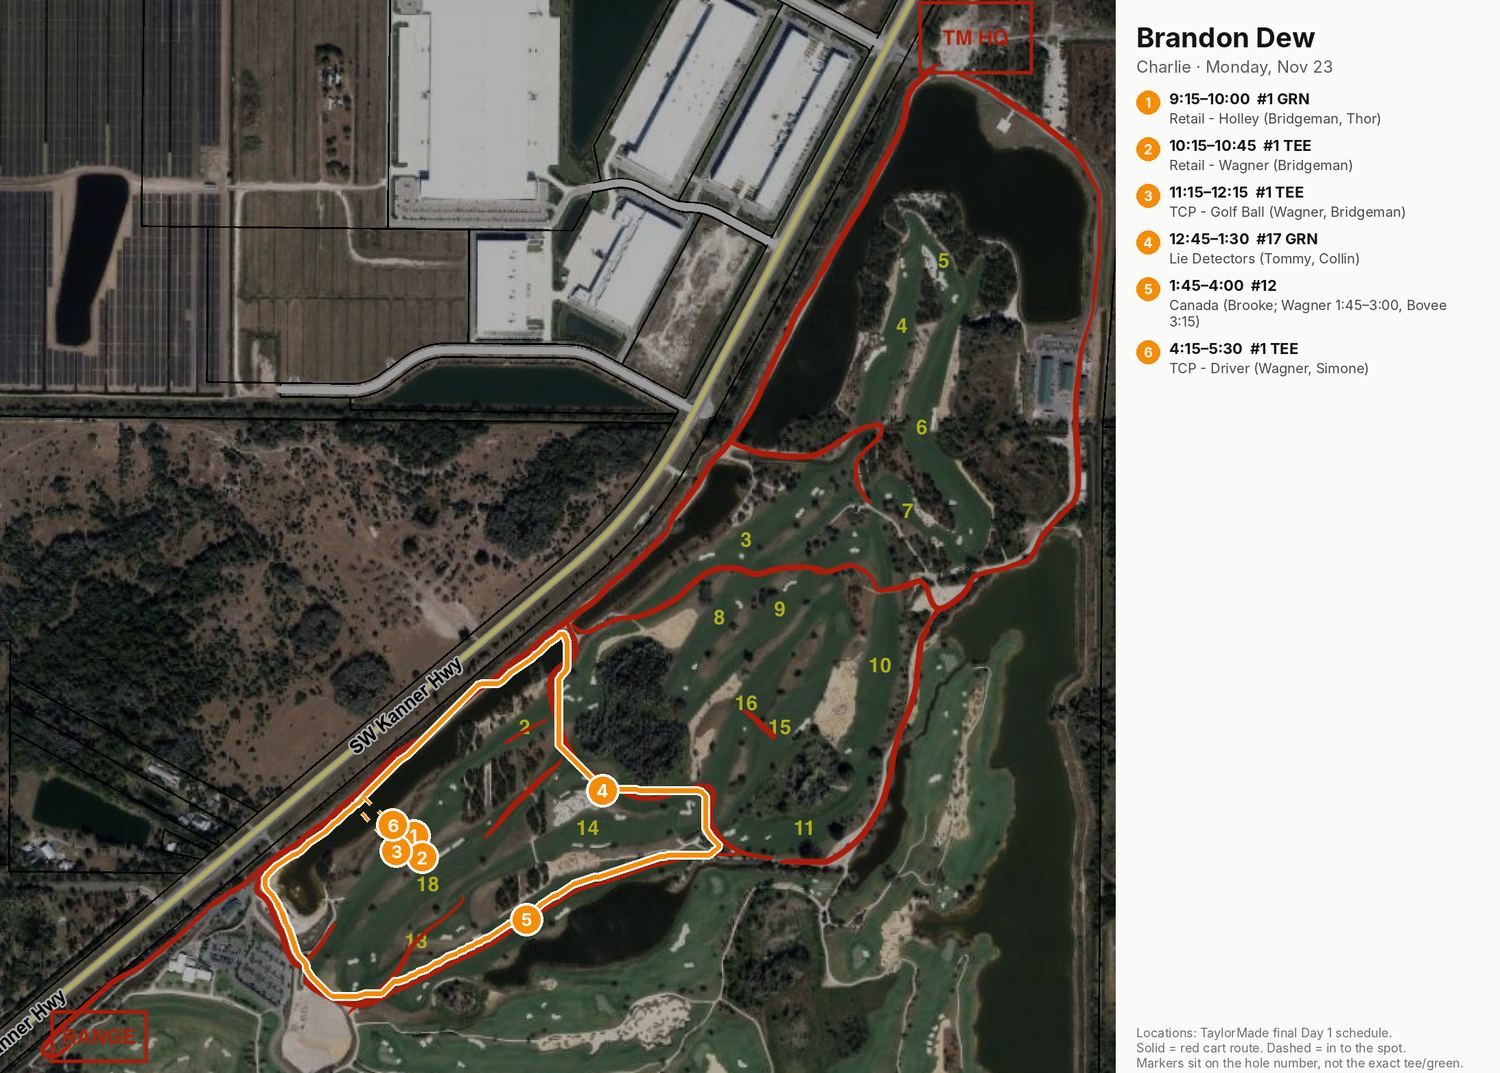 TM HQ
5
4
6
7
3
8
9
10
16
15
2
SW Kanner Hwy
4
14
11
6
1
3
2
18
5
13
RANGE
Brandon Dew
Charlie · Monday, Nov 23
1 9:15–10:00 #1 GRN
Retail - Holley (Bridgeman, Thor)
2 10:15–10:45 #1 TEE
Retail - Wagner (Bridgeman)
3 11:15–12:15 #1 TEE
TCP - Golf Ball (Wagner, Bridgeman)
4 12:45–1:30 #17 GRN
Lie Detectors (Tommy, Collin)
5 1:45–4:00 #12
Canada (Brooke; Wagner 1:45–3:00, Bovee
3:15)
6 4:15–5:30 #1 TEE
TCP - Driver (Wagner, Simone)
Locations: TaylorMade final Day 1 schedule.
Solid = red cart route. Dashed = in to the spot.
Markers sit on the hole number, not the exact tee/green.